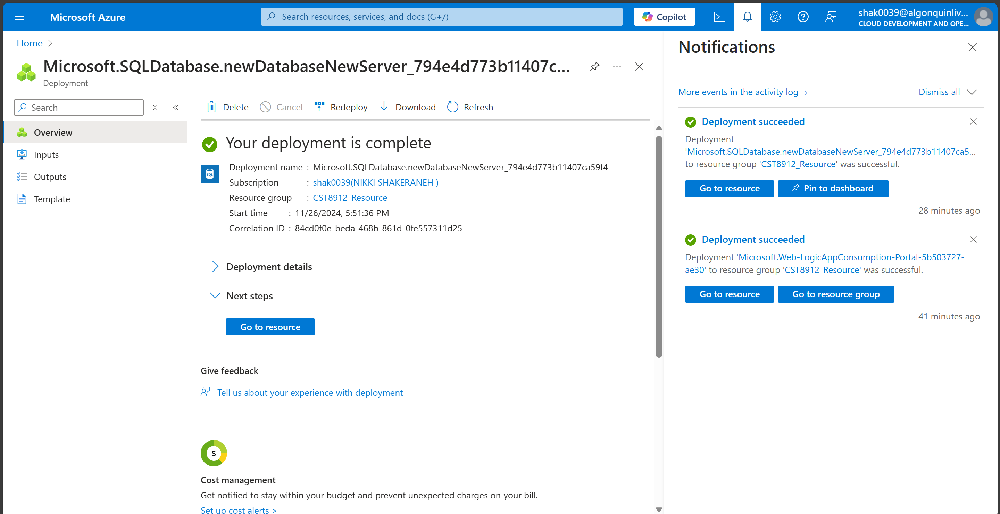 Microsoft Azure
Search resources, services, and docs (G+/)
Copilot
shak0039@algonquinliv...
CLOUD DEVELOPMENT AND OPE...
Home
Microsoft.SQLDatabase.newDatabaseNewServer_794e4d773b11407c...
Deployment
Search
Delete
Cancel
Redeploy
Download
Refresh
Overview
Inputs
Outputs
Template
Your deployment is complete
SQL
Deployment name : Microsoft.SQLDatabase.newDatabaseNewServer_794e4d773b11407ca59f4
Subscription : shak0039(NIKKI SHAKERANEH )
Resource group : CST8912_Resource
Start time : 11/26/2024, 5:51:36 PM
Correlation ID : 84cd0f0e-beda-468b-861d-0fe557311d25
Deployment details
Next steps
Go to resource
Give feedback
Tell us about your experience with deployment
$
Cost management
Get notified to stay within your budget and prevent unexpected charges on your bill.
Set up cost alerts >
Notifications
More events in the activity log →
Dismiss all
Deployment succeeded
Deployment
'Microsoft.SQLDatabase.newDatabaseNewServer_794e4d773b11407ca5...
to resource group 'CST8912_Resource' was successful.
Go to resource
Pin to dashboard
28 minutes ago
Deployment succeeded
Deployment 'Microsoft.Web-LogicAppConsumption-Portal-5b503727-
ae30' to resource group 'CST8912_Resource' was successful.
Go to resource
Go to resource group
41 minutes ago